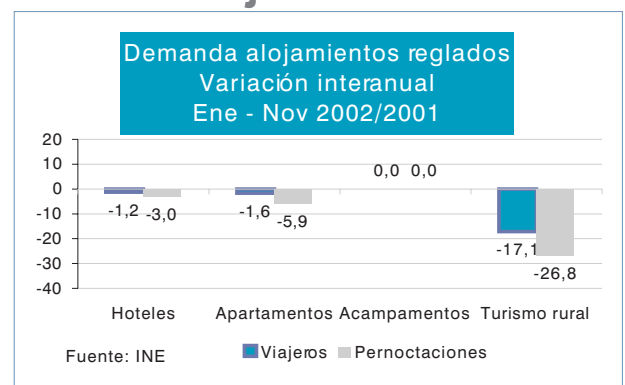 Demanda alojamientos reglados
Variación interanual
Ene - Nov 2002/2001
20
10
0
-10
-20
-30
-40
0,0 0,0
-1,2 -3,0
-1,6 -5,9
-17,1
-26,8
Hoteles Apartamentos Acampamentos Turismo rural
Fuente: INE Viajeros Pernoctaciones